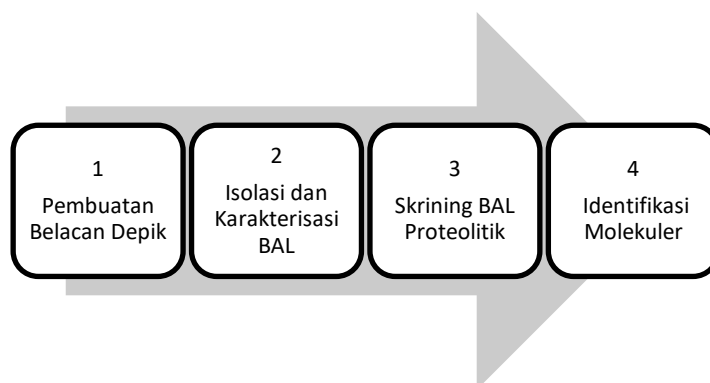 1
Pembuatan
Belacan Depik
2
Isolasi dan
Karakterisasi
BAL
3
Skrining BAL
Proteolitik
4
Identifikasi
Molekuler